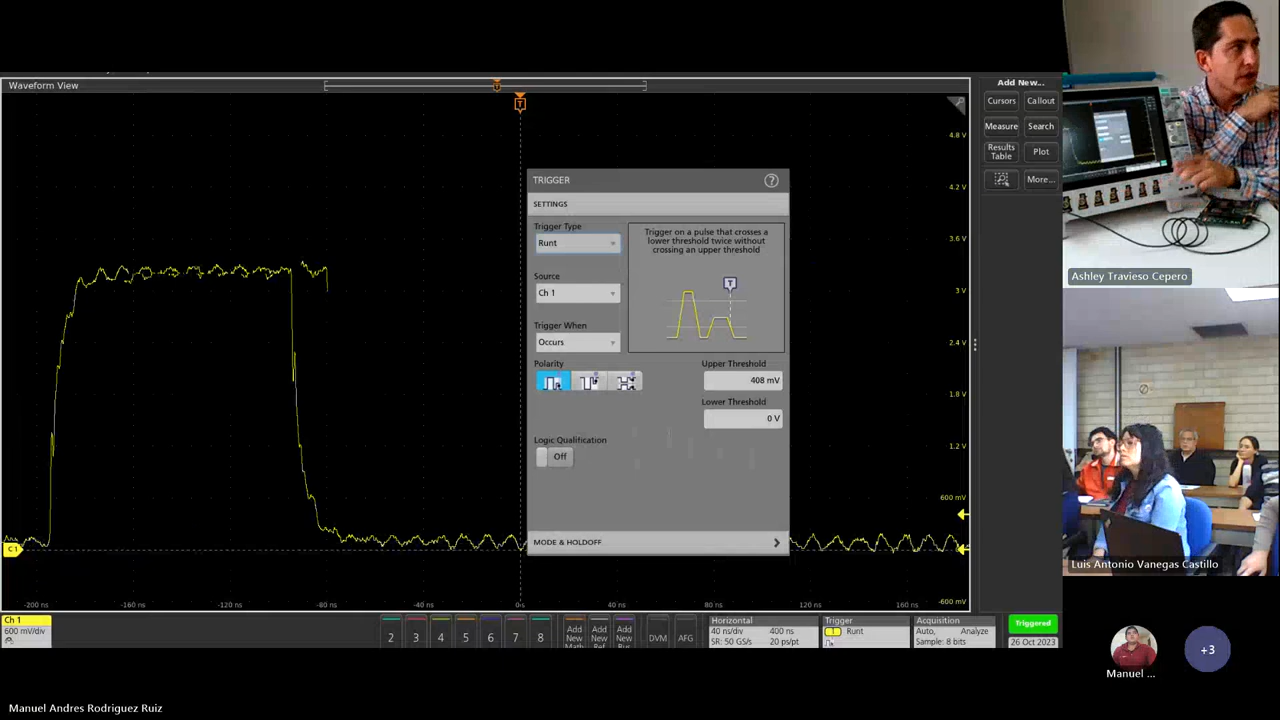 Waveform View
T
T
4.8 V
4.2 V
3.6 V
3 V
2.4 V
1.8 V
1.2 V
600 mV
-600 mV
C 1
-200 ns
-160 ns
-120 ns
-80 ns
-40 ns
0 s
40 ns
80 ns
120 ns
160 ns
TRIGGER
?
SETTINGS
Trigger Type
Runt
Source
Ch 1
Trigger When
Occurs
Trigger on a pulse that crosses a
lower threshold twice without
crossing an upper threshold
T
Polarity
Upper Threshold
408 mV
Lower Threshold
0 V
Logic Qualification
Off
MODE & HOLDOFF
Add New...
Cursors
Callout
Measure
Search
Results
Table
Plot
More...
Ch 1
600 mV/div
2
3
4
5
6
7
8
Add
New
Math
Add
New
Ref
Add
New
Bus
DVM
AFG
Horizontal
40 ns/div
400 ns
SR: 50 GS/s
20 ps/pt
Trigger
1
Runt
Acquisition
Auto,
Analyze
Sample: 8 bits
Triggered
26 Oct 2023
Ashley Travieso Cepero
Luis Antonio Vanegas Castillo
Manuel ...
+3
Manuel Andres Rodriguez Ruiz